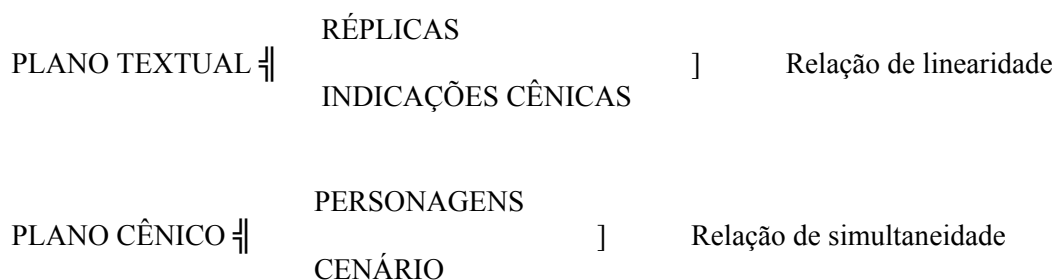 RÉPLICAS
PLANO TEXTUAL ╣ ] Relação de linearidade
INDICAÇÕES CÊNICAS
PERSONAGENS
PLANO CÊNICO ╣ ] Relação de simultaneidade
CENÁRIO